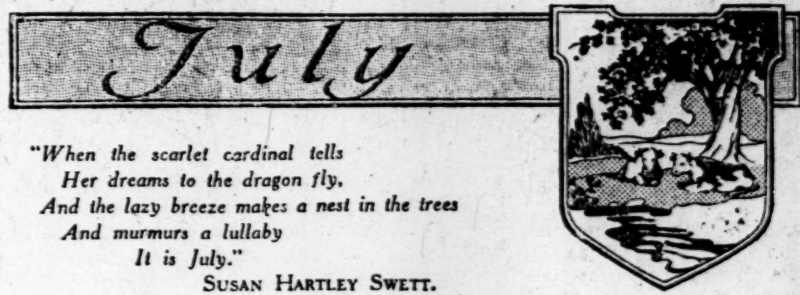 July
"When the scarlet cardinal tells
Her dreams to the dragon fly,
And the lazy breeze makes a nest in the trees
And murmurs a lullaby
It is July."
SUSAN HARTLEY SWETT.